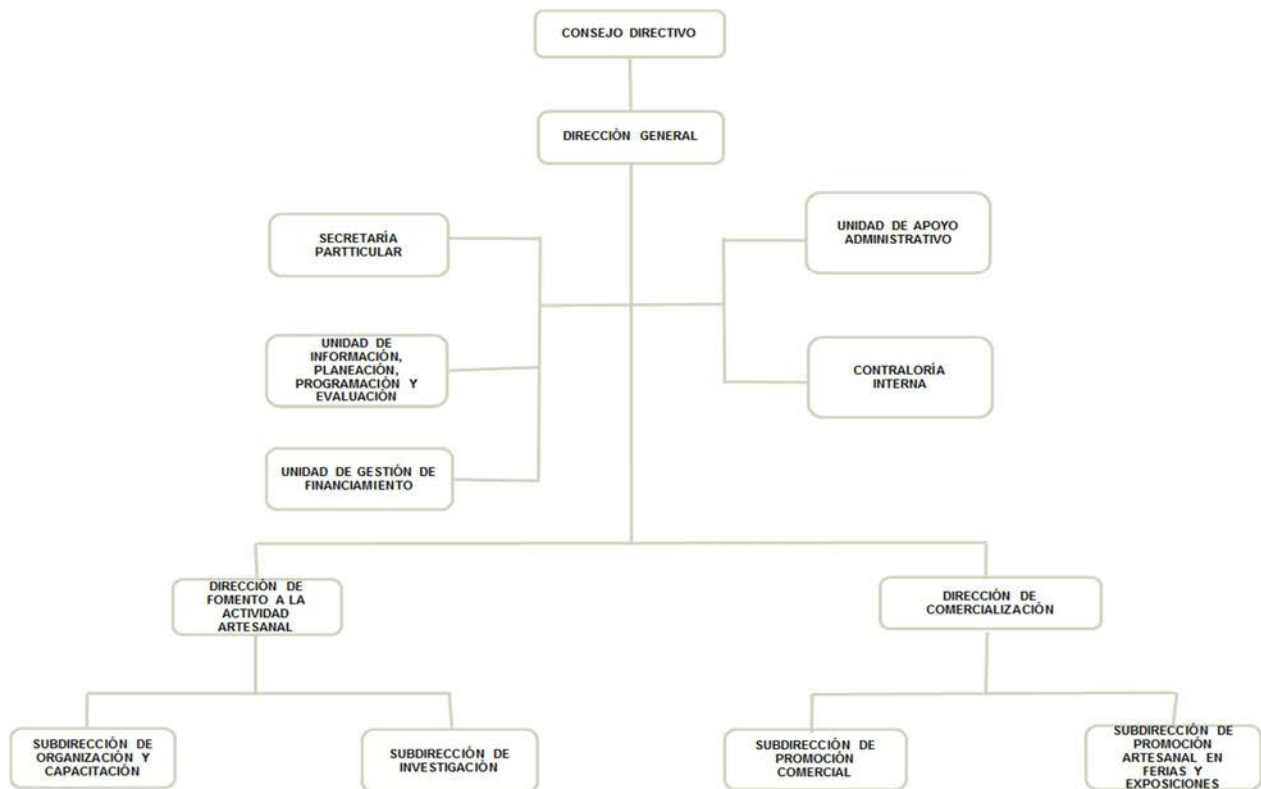 CONSEJO DIRECTIVO
DIRECCIÓN GENERAL
SECRETARÍA
PARTTICULAR
UNIDAD DE APOYO
ADMINISTRATIVO
UNIDAD DE
INFORMACIÓN,
PLANEACIÓN,
PROGRAMACIÓN Y
EVALUACIÓN
CONTRALORÍA
INTERNA
UNIDAD DE GESTIÓN DE
FINANCIAMIENTO
DIRECCIÓN DE
FOMENTO A LA
ACTIVIDAD
ARTESANAL
DIRECCIÓN DE
COMERCIALIZACIÓN
SUBDIRECCIÓN DE
ORGANIZACIÓN Y
CAPACITACIÓN
SUBDIRECCIÓN DE
INVESTIGACIÓN
SUBDIRECCIÓN DE
PROMOCIÓN
COMERCIAL
SUBDIRECCIÓN DE
PROMOCIÓN
ARTESANAL EN
FERIAS Y
EXPOSICIONES